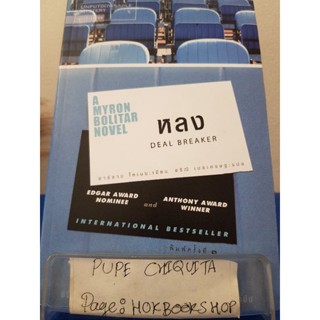 A
MYRON
BOLITAR
NOVEL
หลง
DEAL BREAKER
EDGAR AWARD
NOMINEE
and
ANTHONY AWARD
WINNER
INTERNATIONAL BESTSELLER
PUPE CHIQUITA
Page: HOKBOOKSHOP